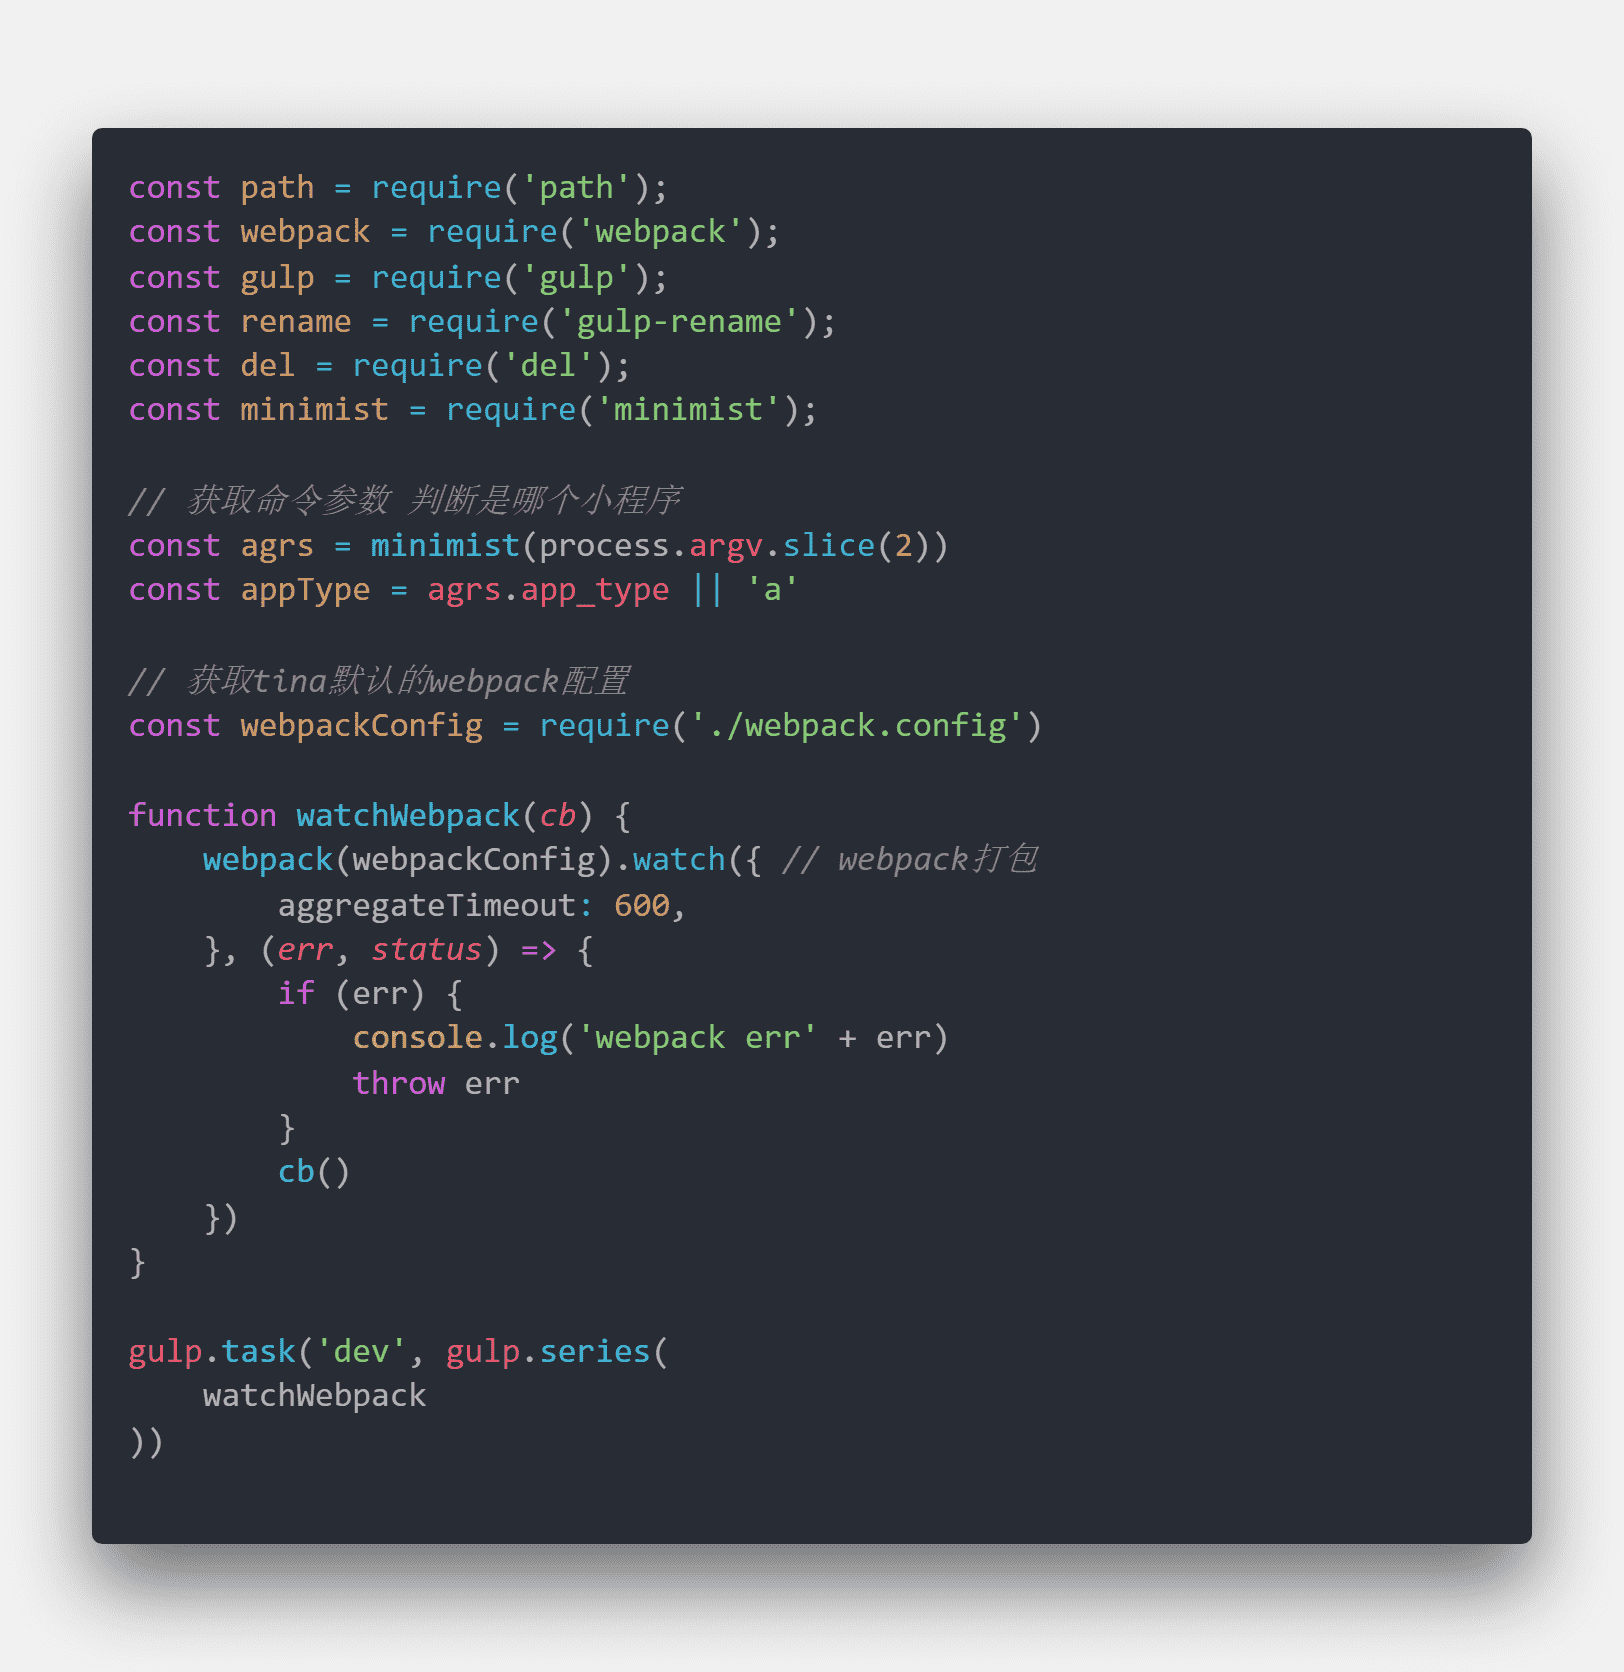 const path = require('path');
const webpack = require('webpack');
const gulp = require('gulp');
const rename = require('gulp-rename');
const del = require('del');
const minimist = require('minimist');

// 获取命令参数 判断是哪个小程序
const agrs = minimist(process.argv.slice(2))
const appType = agrs.app_type || 'a'

// 获取tina默认的webpack配置
const webpackConfig = require('./webpack.config')

function watchWebpack(cb) {
    webpack(webpackConfig).watch({ // webpack打包
        aggregateTimeout: 600,
    }, (err, status) => {
        if (err) {
            console.log('webpack err' + err)
            throw err
        }
        cb()
    })
}

gulp.task('dev', gulp.series(
    watchWebpack
))